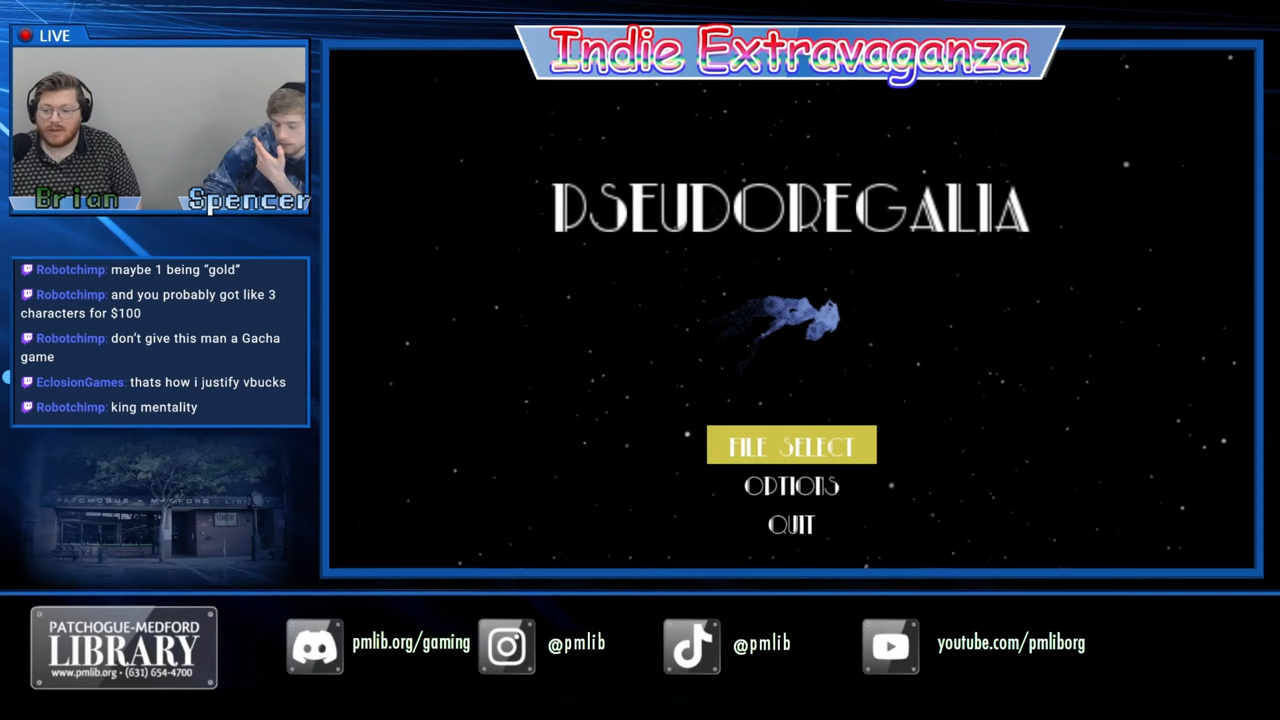 LIVE
Indie Extravaganza
Brian
Spencer
PSEUDOREGALIA
Robotchimp: maybe 1 being “gold”
Robotchimp: and you probably got like 3
characters for $100
Robotchimp: don’t give this man a Gacha
game
EclosionGames: thats how i justify vbucks
Robotchimp: king mentality
FILE SELECT
OPTIONS
QUIT
PATCHOGUE - MEDFORD LIB
PATCHOGUE-MEDFORD
LIBRARY
www.pmlib.org • (631) 654-4700
pmlib.org/gaming
@pmlib
@pmlib
youtube.com/pmliborg